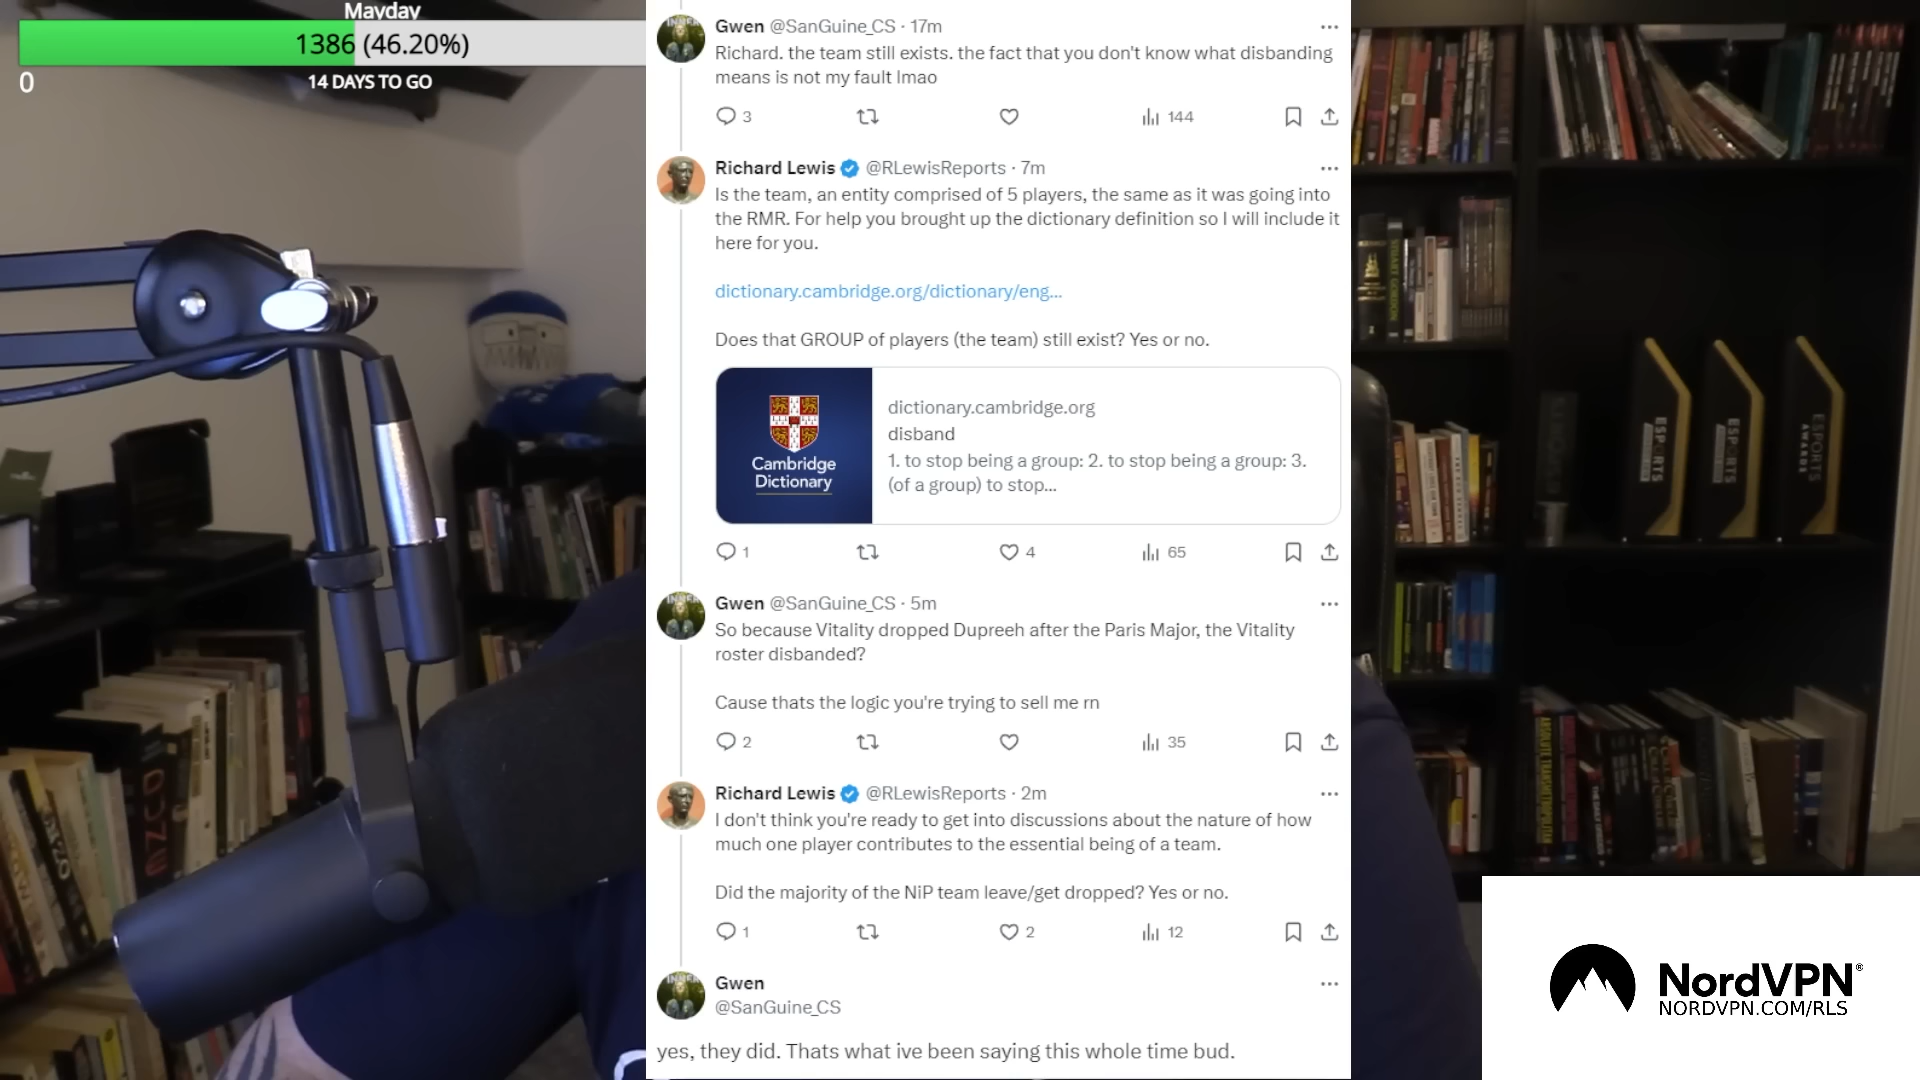 Mayday
1386 (46.20%)
0
14 DAYS TO GO
Gwen @SanGuine_CS · 17m
Richard. the team still exists. the fact that you don't know what disbanding
means is not my fault lmao
3
144
Richard Lewis @RLewisReports · 7m
Is the team, an entity comprised of 5 players, the same as it was going into
the RMR. For help you brought up the dictionary definition so I will include it
here for you.
dictionary.cambridge.org/dictionary/eng...
Does that GROUP of players (the team) still exist? Yes or no.
Cambridge
Dictionary
dictionary.cambridge.org
disband
1. to stop being a group: 2. to stop being a group: 3.
(of a group) to stop...
1
4
65
Gwen @SanGuine_CS · 5m
So because Vitality dropped Dupreeh after the Paris Major, the Vitality
roster disbanded?
Cause thats the logic you're trying to sell me rn
2
35
Richard Lewis @RLewisReports · 2m
I don't think you're ready to get into discussions about the nature of how
much one player contributes to the essential being of a team.
Did the majority of the NiP team leave/get dropped? Yes or no.
1
2
12
Gwen
@SanGuine_CS
yes, they did. Thats what ive been saying this whole time bud.
DUNE
ESPORTS
ESPORTS
ESPORTS
AWARDS
NordVPN®
NORDVPN.COM/RLS